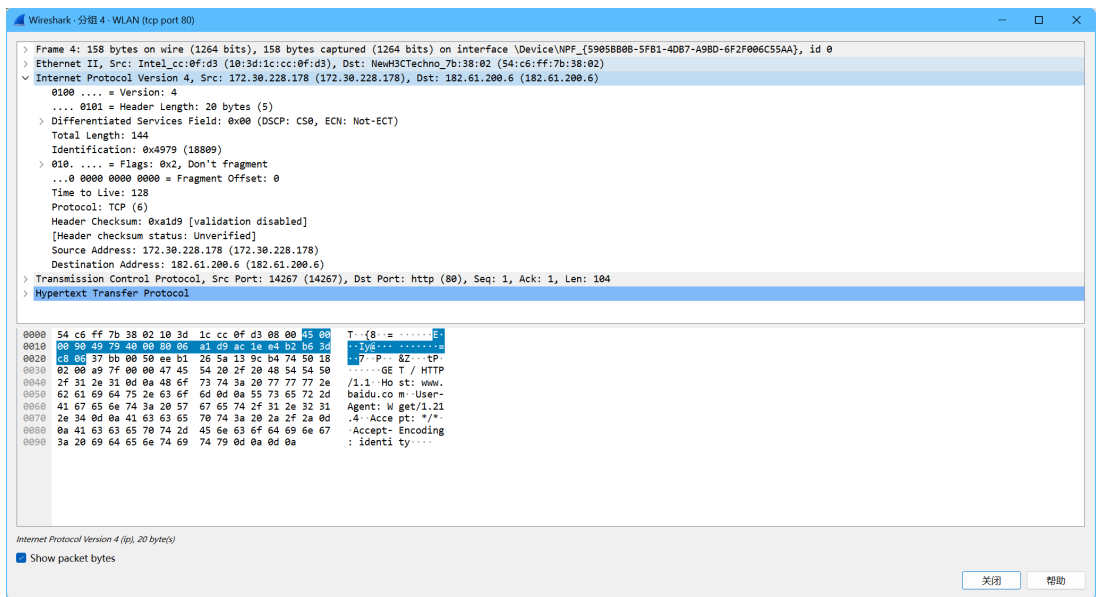 Wireshark · 分组 4 · WLAN (tcp port 80)
Frame 4: 158 bytes on wire (1264 bits), 158 bytes captured (1264 bits) on interface \Device\NPF_{5905BB0B-5FB1-4DB7-A9BD-6F2F006C55AA}, id 0
Ethernet II, Src: Intel_cc:0f:d3 (10:3d:1c:cc:0f:d3), Dst: NewH3CTechno_7b:38:02 (54:c6:ff:7b:38:02)
Internet Protocol Version 4, Src: 172.30.228.178 (172.30.228.178), Dst: 182.61.200.6 (182.61.200.6)
0100 .... = Version: 4
.... 0101 = Header Length: 20 bytes (5)
Differentiated Services Field: 0x00 (DSCP: CS0, ECN: Not-ECT)
Total Length: 144
Identification: 0x4979 (18809)
010. .... = Flags: 0x2, Don't fragment
...0 0000 0000 0000 = Fragment Offset: 0
Time to Live: 128
Protocol: TCP (6)
Header Checksum: 0xa1d9 [validation disabled]
[Header checksum status: Unverified]
Source Address: 172.30.228.178 (172.30.228.178)
Destination Address: 182.61.200.6 (182.61.200.6)
Transmission Control Protocol, Src Port: 14267 (14267), Dst Port: http (80), Seq: 1, Ack: 1, Len: 104
Hypertext Transfer Protocol
0000 54 c6 ff 7b 38 02 10 3d 1c cc 0f d3 08 00 45 00 T··{8··= ······E·
0010 00 90 49 79 40 00 80 06 a1 d9 ac 1e e4 b2 b6 3d ··Iy@··· ·······=
0020 c8 06 37 bb 00 50 ee b1 26 5a 13 9c b4 74 50 18 ··7··P·· &Z···tP·
0030 02 00 a9 7f 00 00 47 45 54 20 2f 20 48 54 54 50 ······GE T / HTTP
0040 2f 31 2e 31 0d 0a 48 6f 73 74 3a 20 77 77 77 2e /1.1··Ho st: www.
0050 62 61 69 64 75 2e 63 6f 6d 0d 0a 55 73 65 72 2d baidu.co m··User-
0060 41 67 65 6e 74 3a 20 57 67 65 74 2f 31 2e 32 31 Agent: W get/1.21
0070 2e 34 0d 0a 41 63 63 65 70 74 3a 20 2a 2f 2a 0d .4··Acce pt: */*·
0080 0a 41 63 63 65 70 74 2d 45 6e 63 6f 64 69 6e 67 ·Accept- Encoding
0090 3a 20 69 64 65 6e 74 69 74 79 0d 0a 0d 0a : identi ty····
Internet Protocol Version 4 (ip), 20 byte(s)
Show packet bytes
关闭
帮助